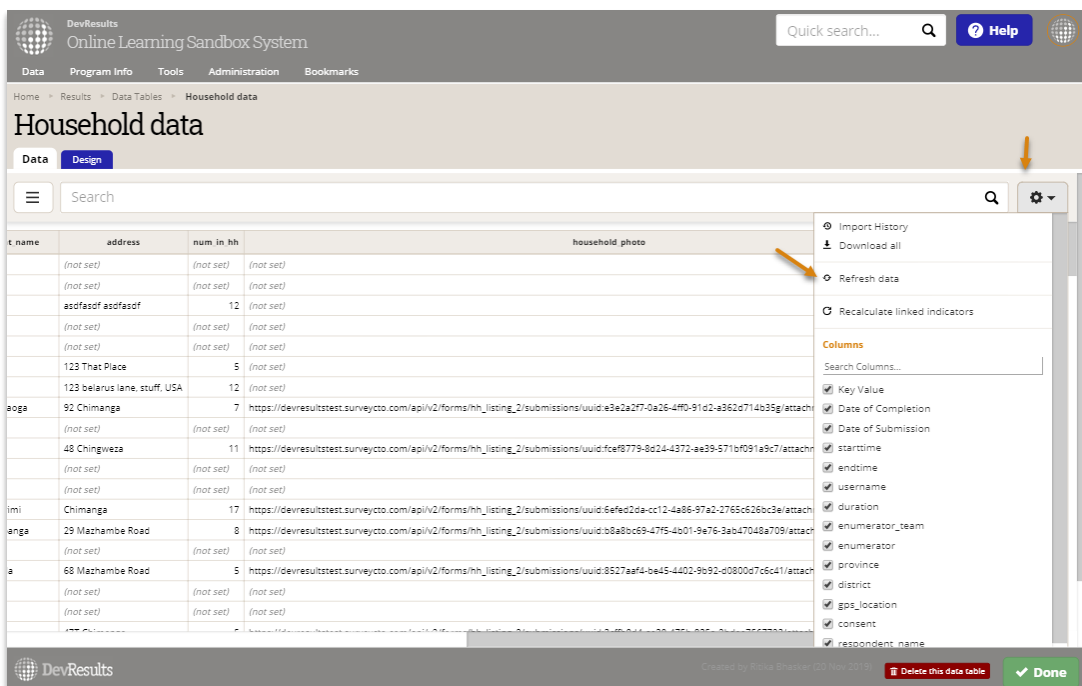 DevResults
Online Learning Sandbox System
Quick search...
Help
Data Program Info Tools Administration Bookmarks
Home Results Data Tables Household data
Household data
Data Design
Search
Import History
Download all
Refresh data
Recalculate linked indicators
Columns
Search Columns...
Key Value
Date of Completion
Date of Submission
starttime
endtime
username
duration
enumerator_team
enumerator
province
district
gps_location
consent
respondent_name
t_name address num_in_hh household_photo
(not set) (not set) (not set)
(not set) (not set) (not set)
asdfasdf asdfasdf 12 (not set)
(not set) (not set) (not set)
(not set) (not set) (not set)
123 That Place 5 (not set)
123 belarus lane, stuff, USA 12 (not set)
aoga 92 Chimanga 7 https://devresultstest.surveycto.com/api/v2/forms/hh_listing_2/submissions/uuid:e3e2a2f7-0a26-4ff0-91d2-a362d714b35g/attachr
(not set) (not set) (not set)
48 Chingweza 11 https://devresultstest.surveycto.com/api/v2/forms/hh_listing_2/submissions/uuid:fcef8779-8d24-4372-ae39-571bf091a9c7/attachr
(not set) (not set) (not set)
(not set) (not set) (not set)
imi Chimanga 17 https://devresultstest.surveycto.com/api/v2/forms/hh_listing_2/submissions/uuid:6efed2da-cc12-4a86-97a2-2765c626bc3e/attach
anga 29 Mazhambe Road 8 https://devresultstest.surveycto.com/api/v2/forms/hh_listing_2/submissions/uuid:b8a8bc69-47f5-4b01-9e76-3ab47048a709/attach
(not set) (not set) (not set)
a 68 Mazhambe Road 5 https://devresultstest.surveycto.com/api/v2/forms/hh_listing_2/submissions/uuid:8527aaf4-be45-4402-9b92-d0800d7c6c41/attach
(not set) (not set) (not set)
(not set) (not set) (not set)
DevResults
Created by Ritika Bhasker (20 Nov 2019)
Delete this data table
Done